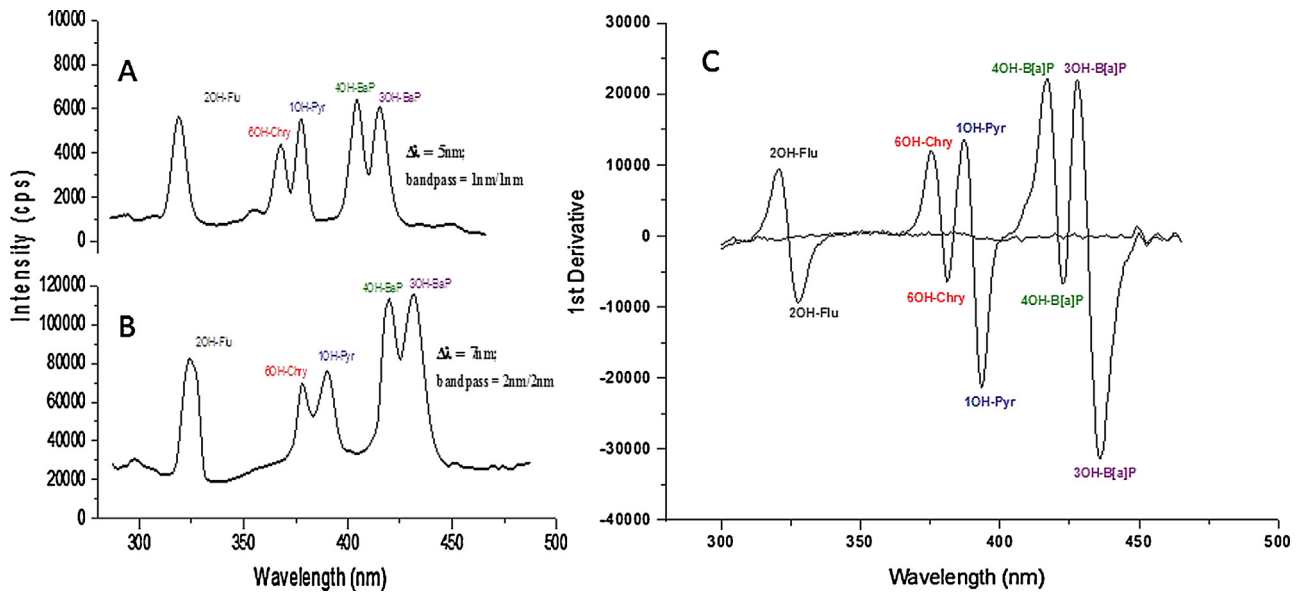 A
10000
8000
6000
4000
2000
0
2OH-Flu
6OH-Chry
1OH-Pyr
4OH-BaP
3OH-BaP
Δλ = 5nm;
bandpass = 1nm/1nm
Intensity (cps)
B
120000
100000
80000
60000
40000
20000
0
2OH-Flu
6OH-Chry
1OH-Pyr
4OH-BaP
3OH-BaP
Δλ = 7nm;
bandpass = 2nm/2nm
300 350 400 450 500
Wavelength (nm)
C
30000
20000
10000
0
-10000
-20000
-30000
-40000
1st Derivative
2OH-Flu
6OH-Chry
1OH-Pyr
4OH-B[a]P
3OH-B[a]P
2OH-Flu
6OH-Chry
1OH-Pyr
4OH-B[a]P
3OH-B[a]P
300 350 400 450 500
Wavelength (nm)